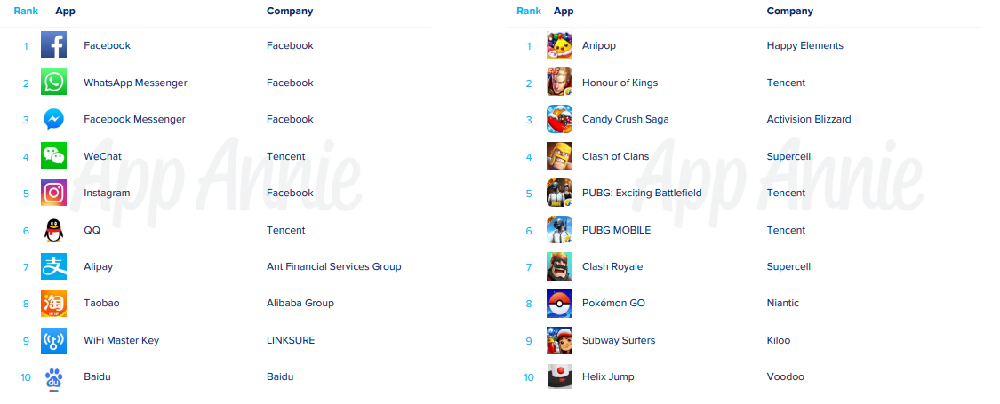 Rank App Company
1 Facebook Facebook
2 WhatsApp Messenger Facebook
3 Facebook Messenger Facebook
4 WeChat Tencent
5 Instagram Facebook
6 QQ Tencent
7 Alipay Ant Financial Services Group
8 Taobao Alibaba Group
9 WiFi Master Key LINKSURE
10 Baidu Baidu
App Annie
Rank App Company
1 Anipop Happy Elements
2 Honour of Kings Tencent
3 Candy Crush Saga Activision Blizzard
4 Clash of Clans Supercell
5 PUBG: Exciting Battlefield Tencent
6 PUBG MOBILE Tencent
7 Clash Royale Supercell
8 Pokémon GO Niantic
9 Subway Surfers Kiloo
10 Helix Jump Voodoo
App Annie